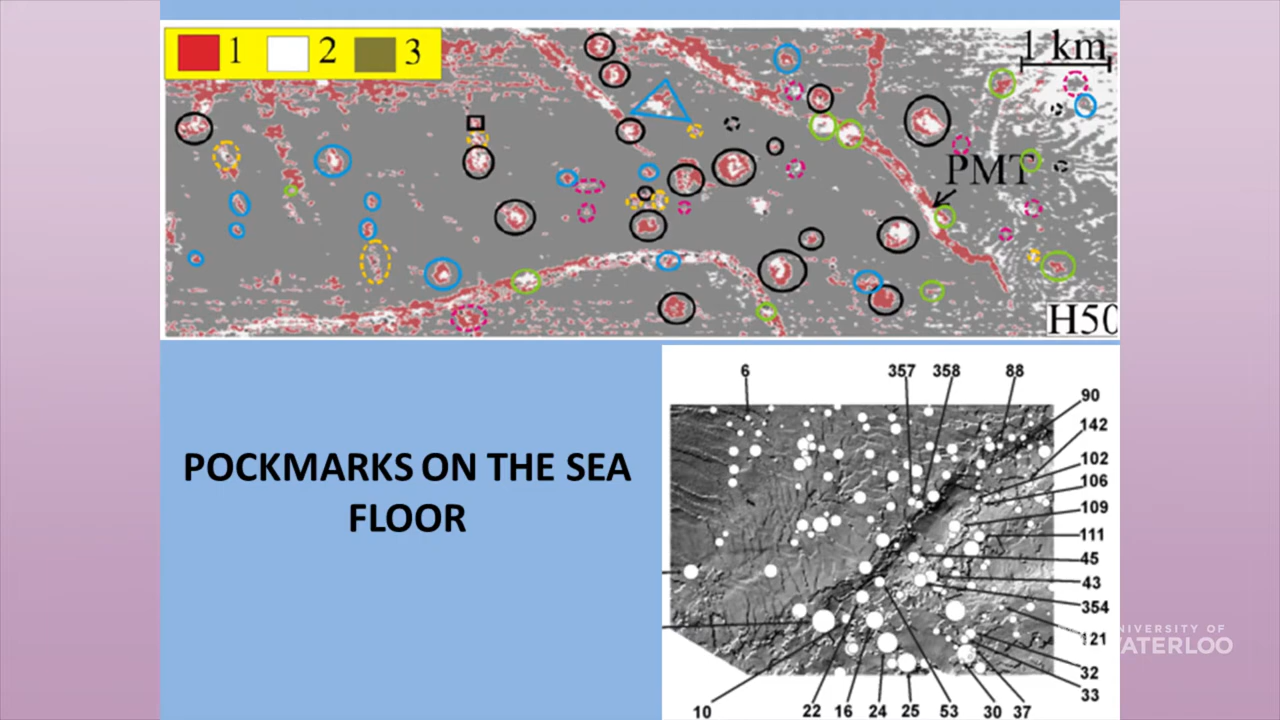 1 2 3
1 km
PMT
H50
POCKMARKS ON THE SEA
FLOOR
6 357 358 88
90
142
102
106
109
111
45
43
354
121
32
33
10 22 16 24 25 53 30 37
UNIVERSITY OF
WATERLOO